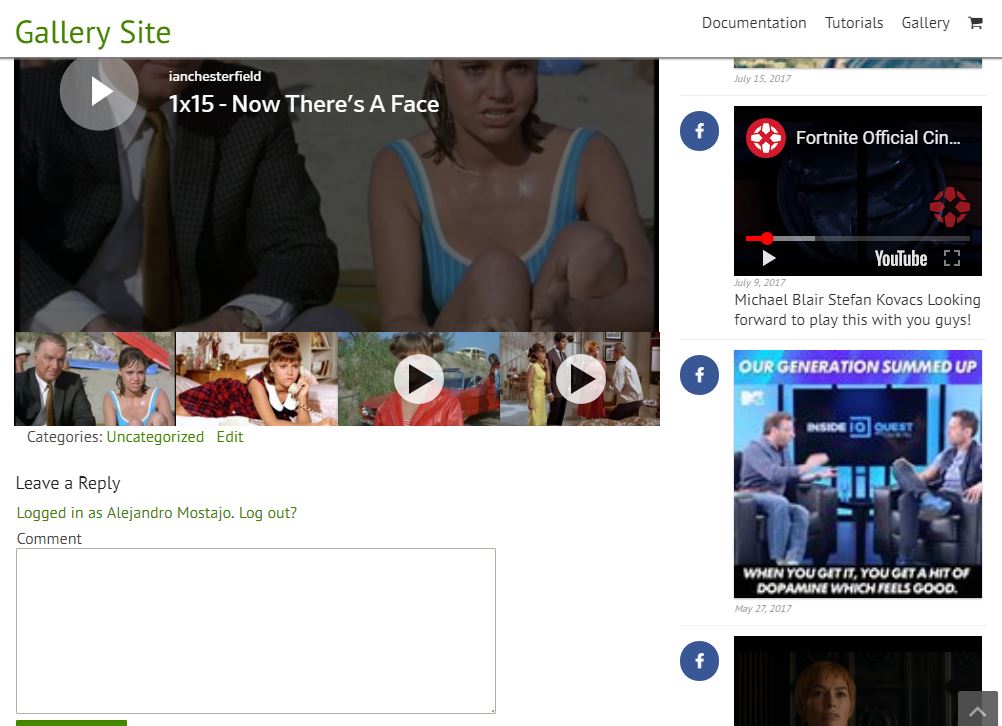 Gallery Site
Documentation Tutorials Gallery
ianchesterfield
1x15 - Now There's A Face
Categories: Uncategorized Edit
Leave a Reply
Logged in as Alejandro Mostajo. Log out?
Comment
July 15, 2017
Fortnite Official Cin...
YouTube
July 9, 2017
Michael Blair Stefan Kovacs Looking
forward to play this with you guys!
OUR GENERATION SUMMED UP
INSIDE IQ QUEST
WHEN YOU GET IT, YOU GET A HIT OF
DOPAMINE WHICH FEELS GOOD.
May 27, 2017